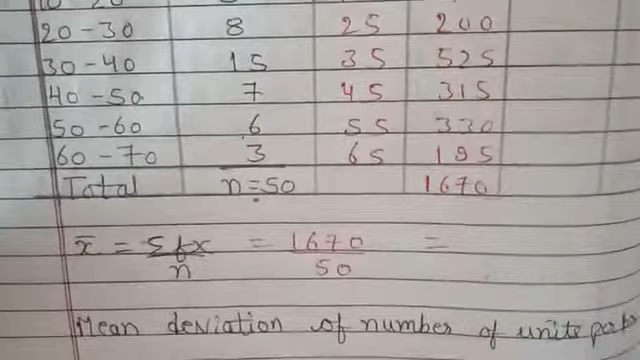 20-30 8 25 200
30-40 15 35 525
40-50 7 45 315
50-60 6 55 330
60-70 3 65 195
Total n=50 1670
x̄ = Σfx/n = 1670/50 =
Mean deviation of number of unite